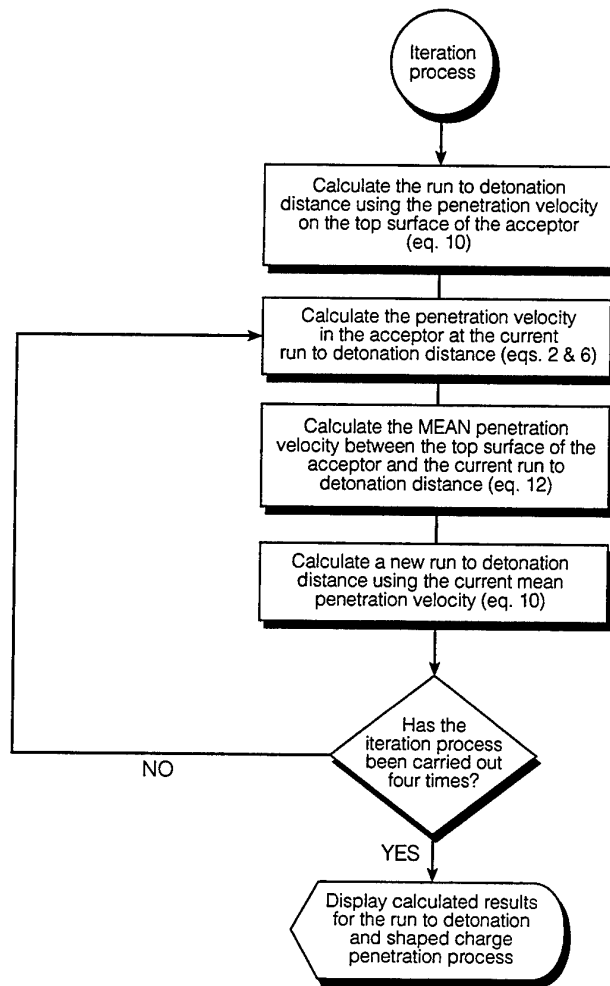 Iteration
process
Calculate the run to detonation
distance using the penetration velocity
on the top surface of the acceptor
(eq. 10)
Calculate the penetration velocity
in the acceptor at the current
run to detonation distance (eqs. 2 & 6)
Calculate the MEAN penetration
velocity between the top surface of the
acceptor and the current run to
detonation distance (eq. 12)
Calculate a new run to detonation
distance using the current mean
penetration velocity (eq. 10)
Has the
iteration process
been carried out
four times?
NO
YES
Display calculated results
for the run to detonation
and shaped charge
penetration process